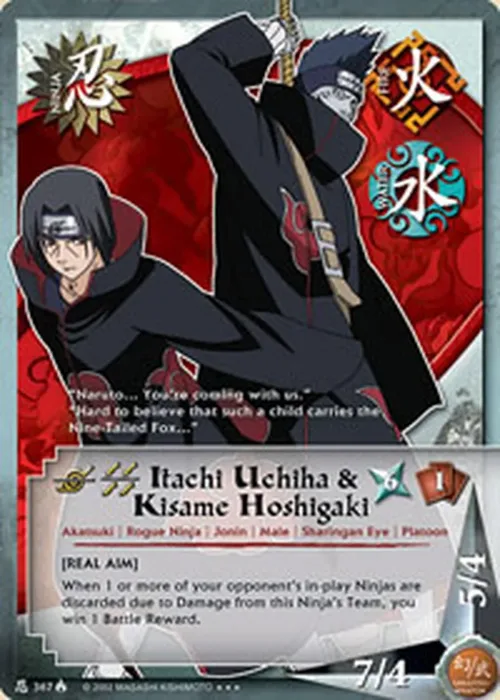 NINJA 忍
FIRE 火
WATER 水
"Naruto... You're coming with us."
"Hard to believe that such a child carries the
Nine-Tailed Fox..."
Itachi Uchiha &
Kisame Hoshigaki
6
1
Akatsuki | Rogue Ninja | Jonin | Male | Sharingan Eye | Platoon
[REAL AIM]
When 1 or more of your opponent's in-play Ninjas are
discarded due to Damage from this Ninja's Team, you
win 1 Battle Reward.
5/4
7/4
367
© 2002 MASASHI KISHIMOTO
幻/武